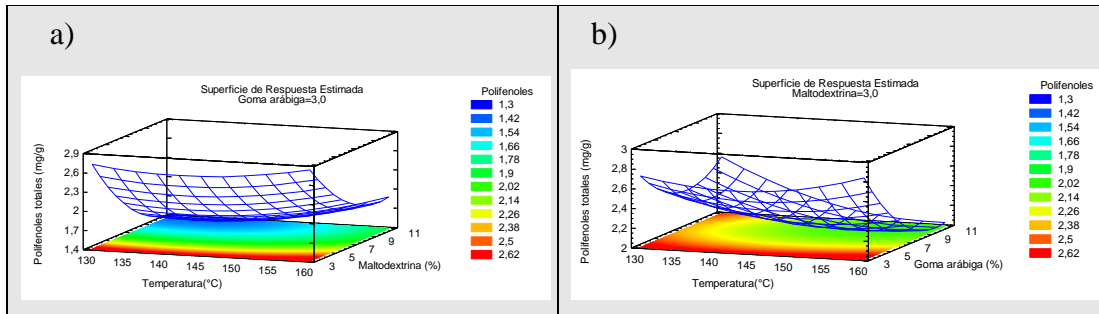 a)
Superficie de Respuesta Estimada
Goma arábiga=3,0
Polifenoles totales (mg/g)
2,9
2,6
2,3
2
1,7
1,4
130 135 140 145 150 155 160
Temperatura(°C)
3 5 7 9 11
Maltodextrina (%)
Polifenoles
1,3
1,42
1,54
1,66
1,78
1,9
2,02
2,14
2,26
2,38
2,5
2,62
b)
Superficie de Respuesta Estimada
Maltodextrina=3,0
Polifenoles totales (mg/g)
3
2,8
2,6
2,4
2,2
2
130 135 140 145 150 155 160
Temperatura(°C)
3 5 7 9 11
Goma arábiga (%)
Polifenoles
1,3
1,42
1,54
1,66
1,78
1,9
2,02
2,14
2,26
2,38
2,5
2,62